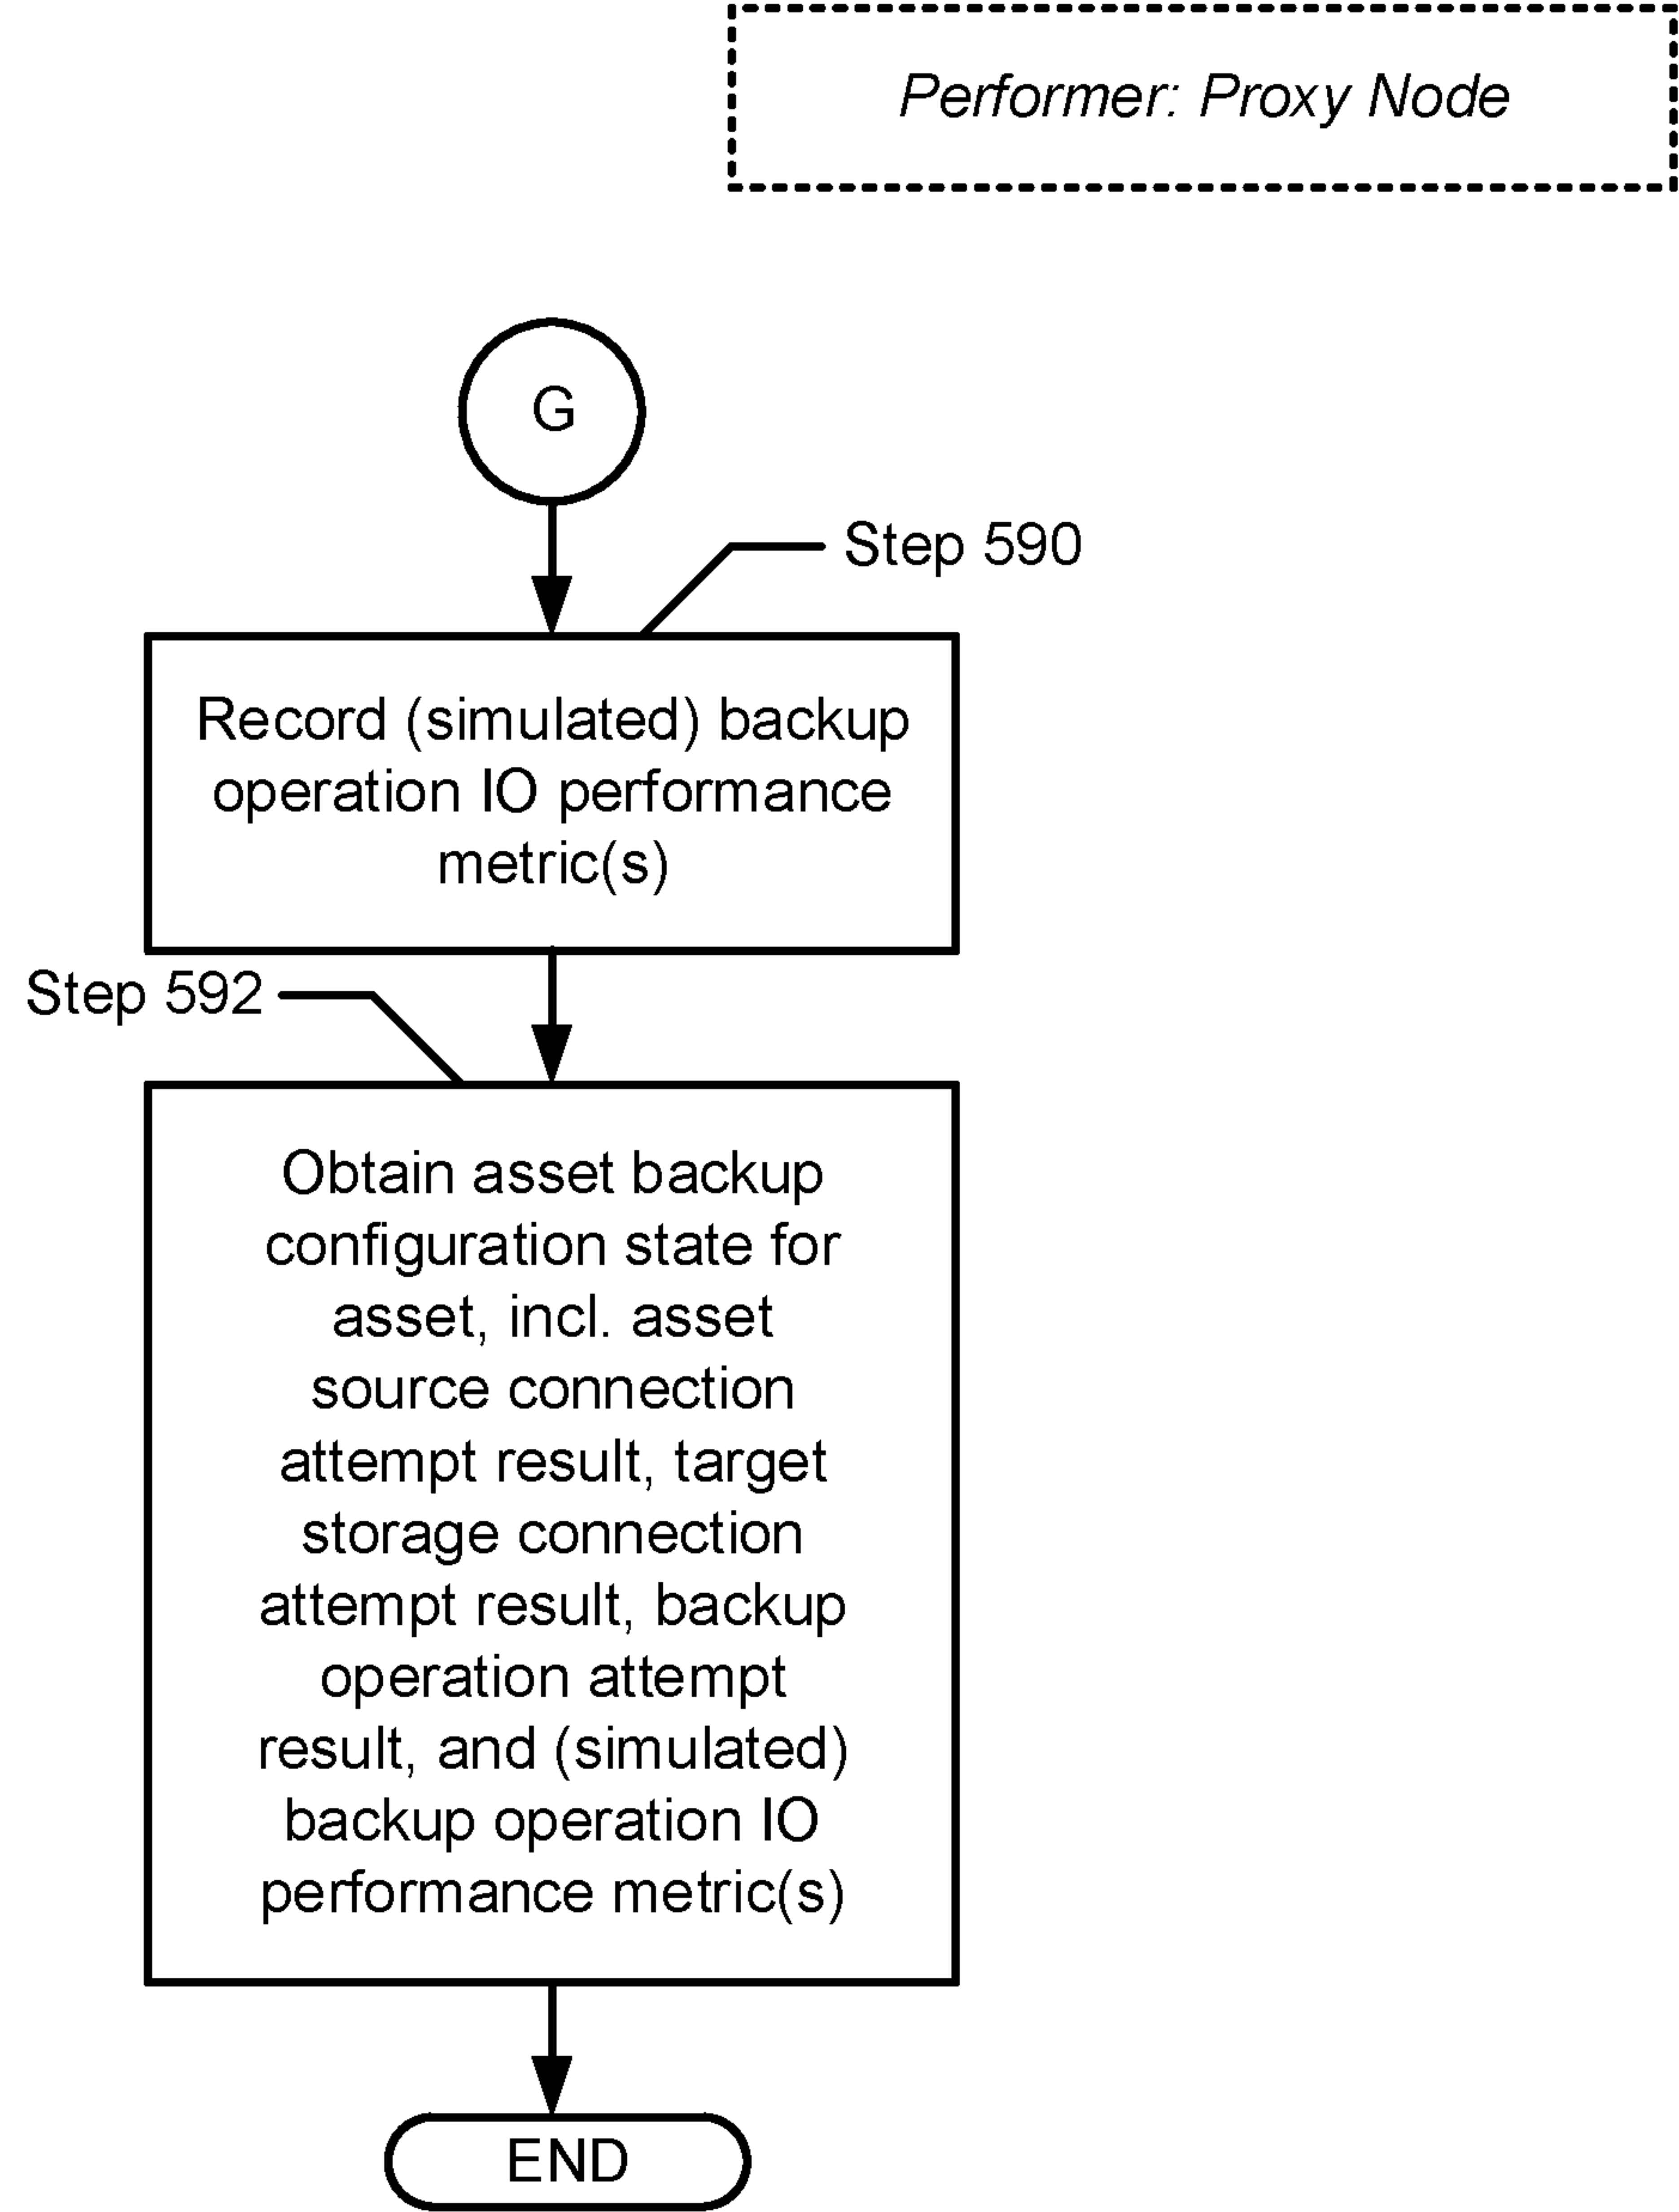 Performer: Proxy Node
G
Step 590
Record (simulated) backup
operation IO performance
metric(s)
Step 592
Obtain asset backup
configuration state for
asset, incl. asset
source connection
attempt result, target
storage connection
attempt result, backup
operation attempt
result, and (simulated)
backup operation IO
performance metric(s)
END